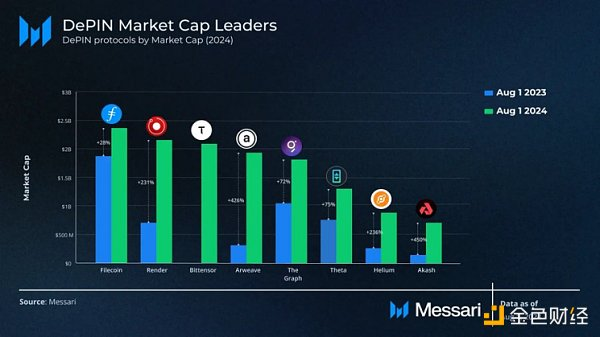 DePIN Market Cap Leaders
DePIN protocols by Market Cap (2024)
Aug 1 2023
Aug 1 2024
Market Cap
$3B
$2.5B
$2B
$1.5B
$1B
$500 M
$0
+28%
+231%
+426%
+72%
+75%
+236%
+450%
T
a
Filecoin
Render
Bittensor
Arweave
The
Graph
Theta
Helium
Akash
Source: Messari
Messari
Data as of
金色财经